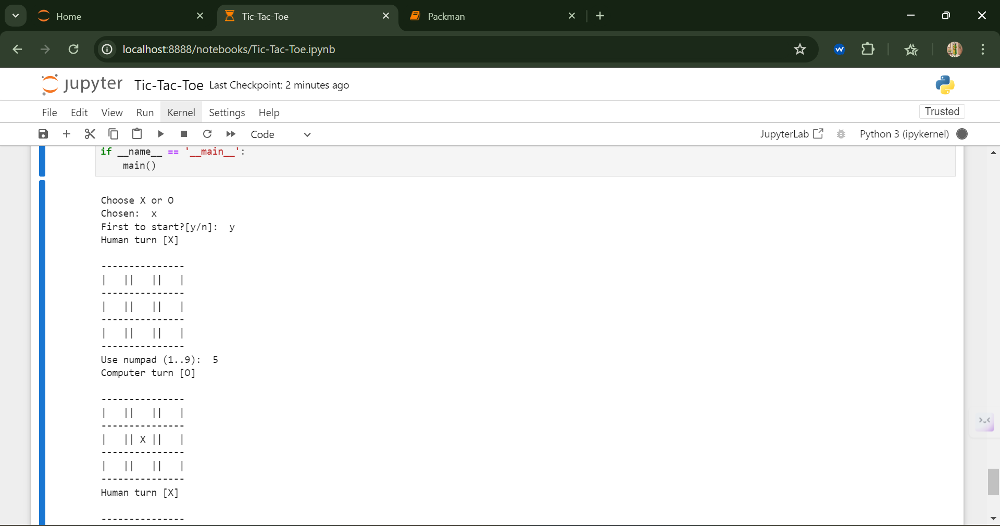 Home
Tic-Tac-Toe
Packman
localhost:8888/notebooks/Tic-Tac-Toe.ipynb
jupyter Tic-Tac-Toe Last Checkpoint: 2 minutes ago
File Edit View Run Kernel Settings Help
Trusted
Code
JupyterLab
Python 3 (ipykernel)
if __name__ == '__main__':
    main()
Choose X or O
Chosen:  x
First to start?[y/n]:  y
Human turn [X]
---------------
|   ||   ||   |
---------------
|   ||   ||   |
---------------
|   ||   ||   |
---------------
Use numpad (1..9):  5
Computer turn [O]
---------------
|   ||   ||   |
---------------
|   || X ||   |
---------------
|   ||   ||   |
---------------
Human turn [X]
---------------